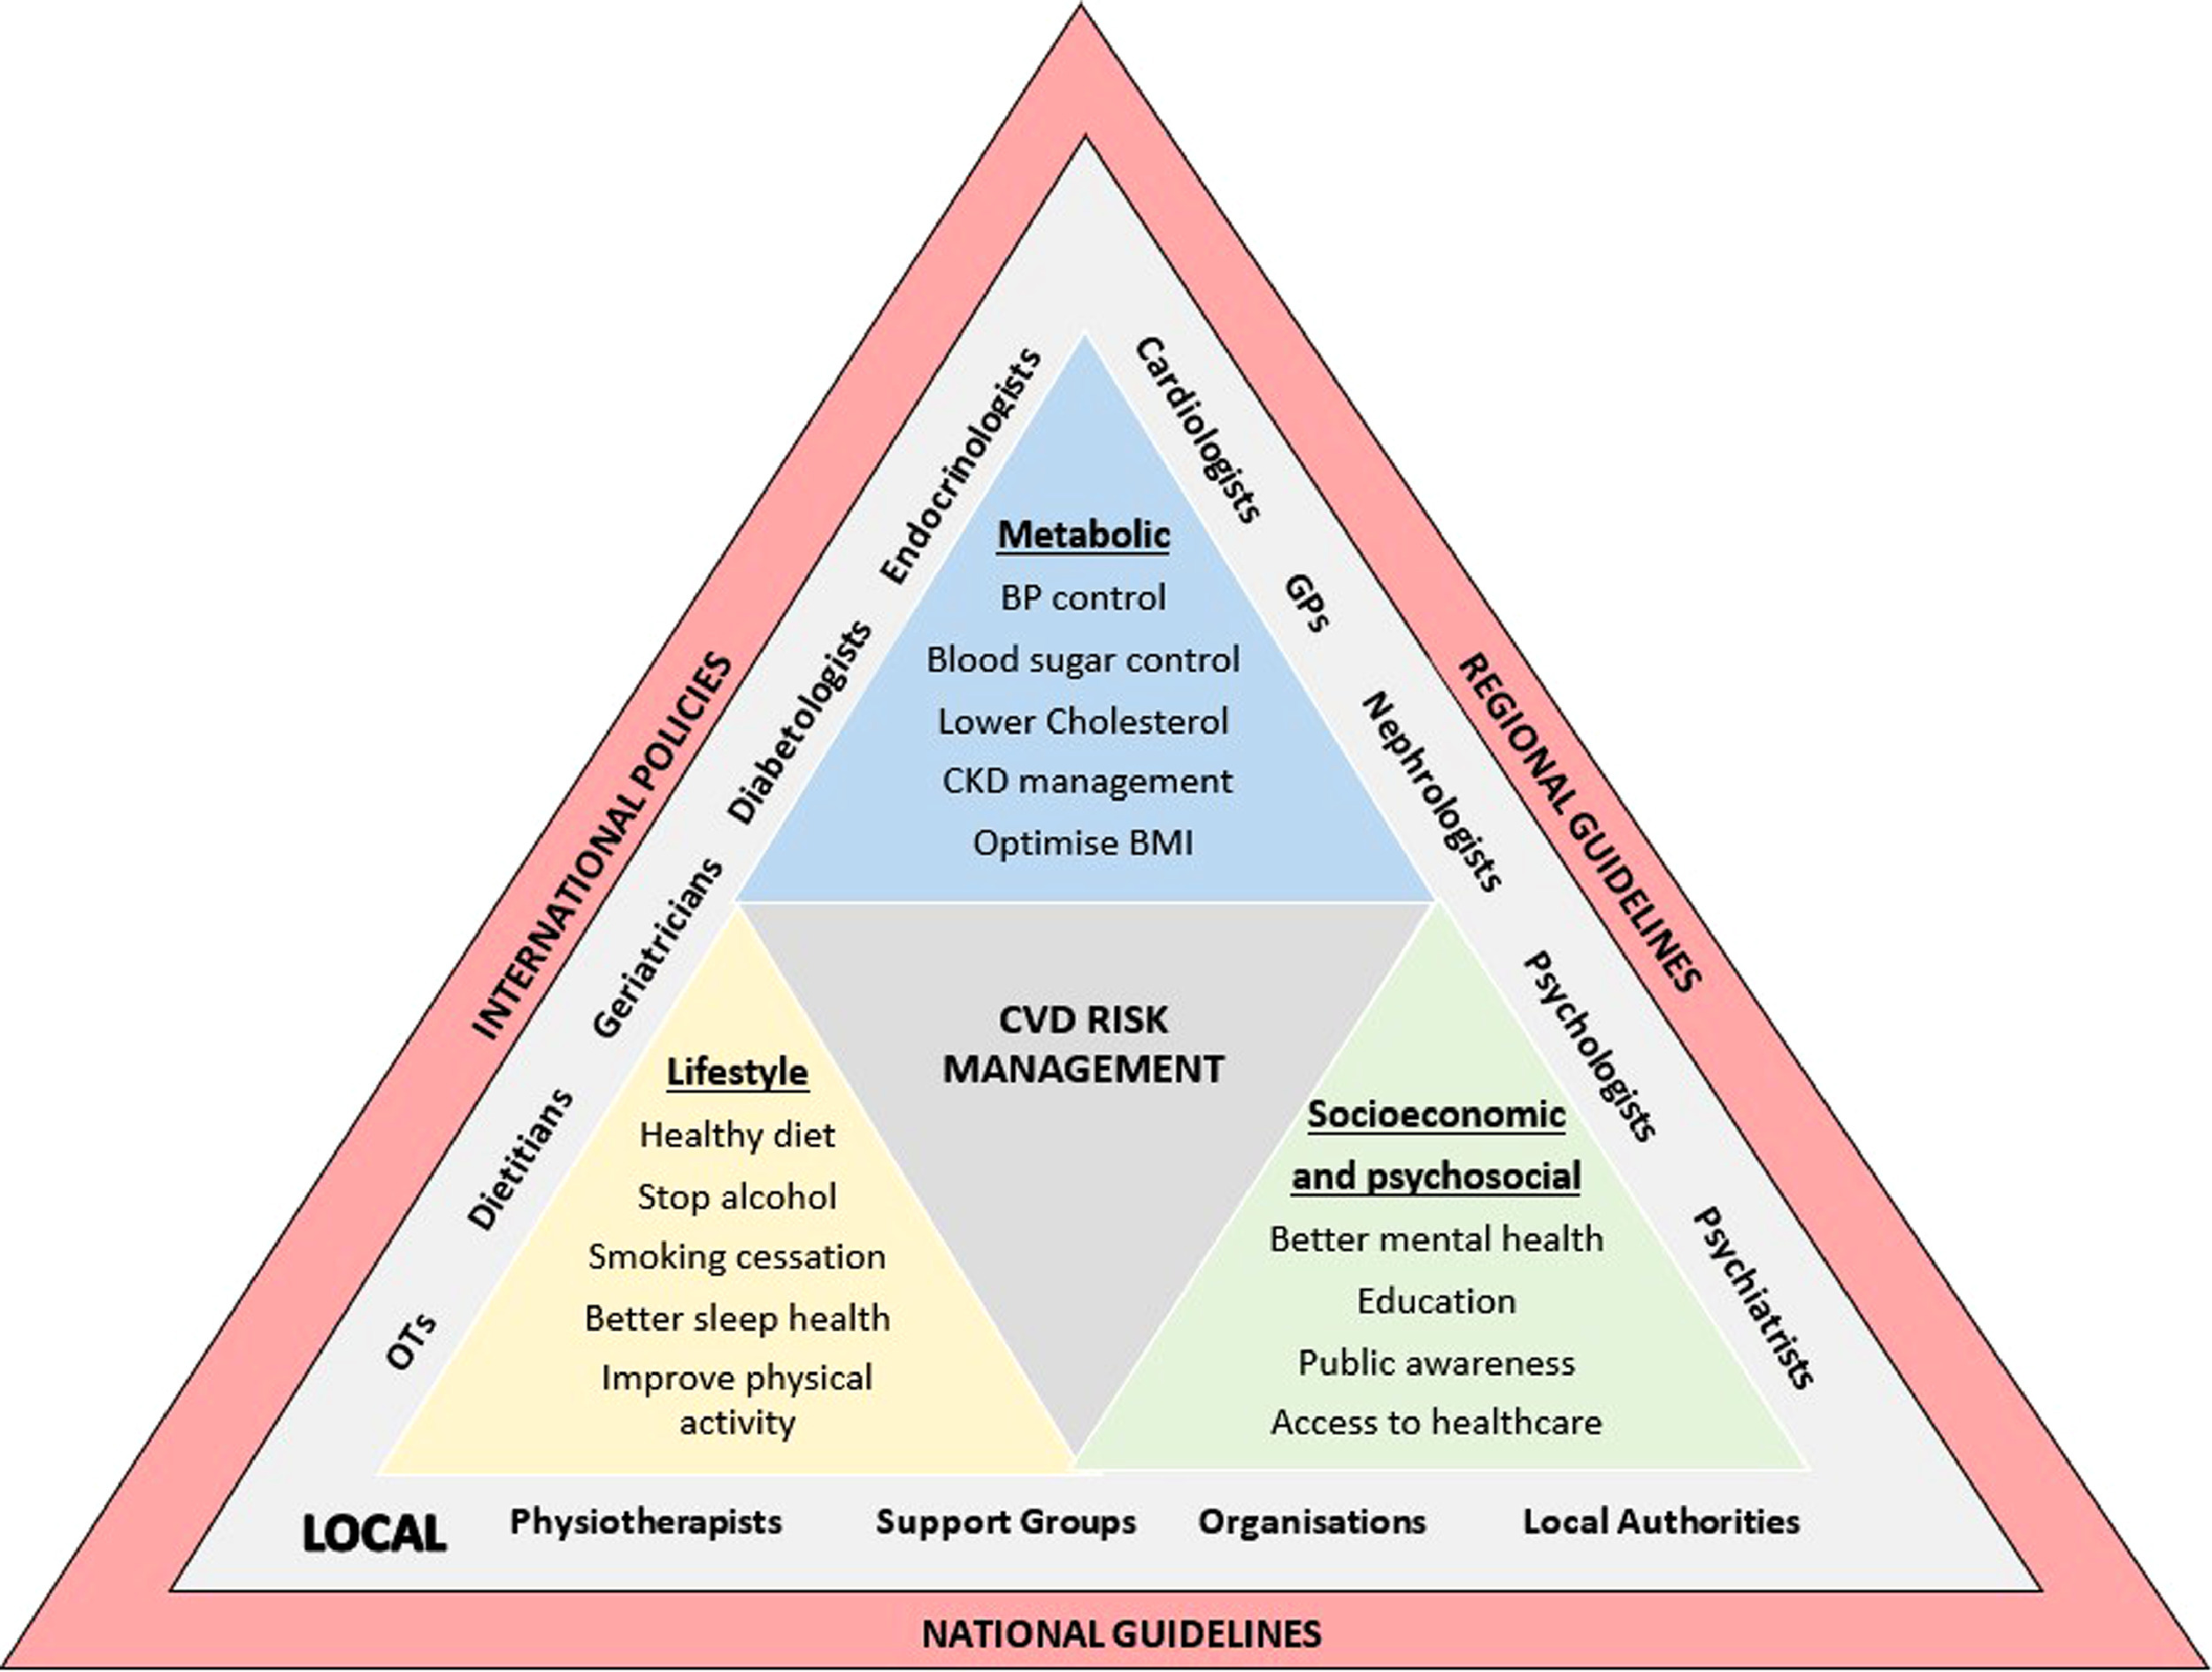 INTERNATIONAL POLICIES
REGIONAL GUIDELINES
Endocrinologists
Diabetologists
Geriatricians
Dietitians
OTs
Cardiologists
GPs
Nephrologists
Psychologists
Psychiatrists
Metabolic
BP control
Blood sugar control
Lower Cholesterol
CKD management
Optimise BMI
CVD RISK
MANAGEMENT
Lifestyle
Healthy diet
Stop alcohol
Smoking cessation
Better sleep health
Improve physical
activity
Socioeconomic
and psychosocial
Better mental health
Education
Public awareness
Access to healthcare
LOCAL
Physiotherapists
Support Groups
Organisations
Local Authorities
NATIONAL GUIDELINES